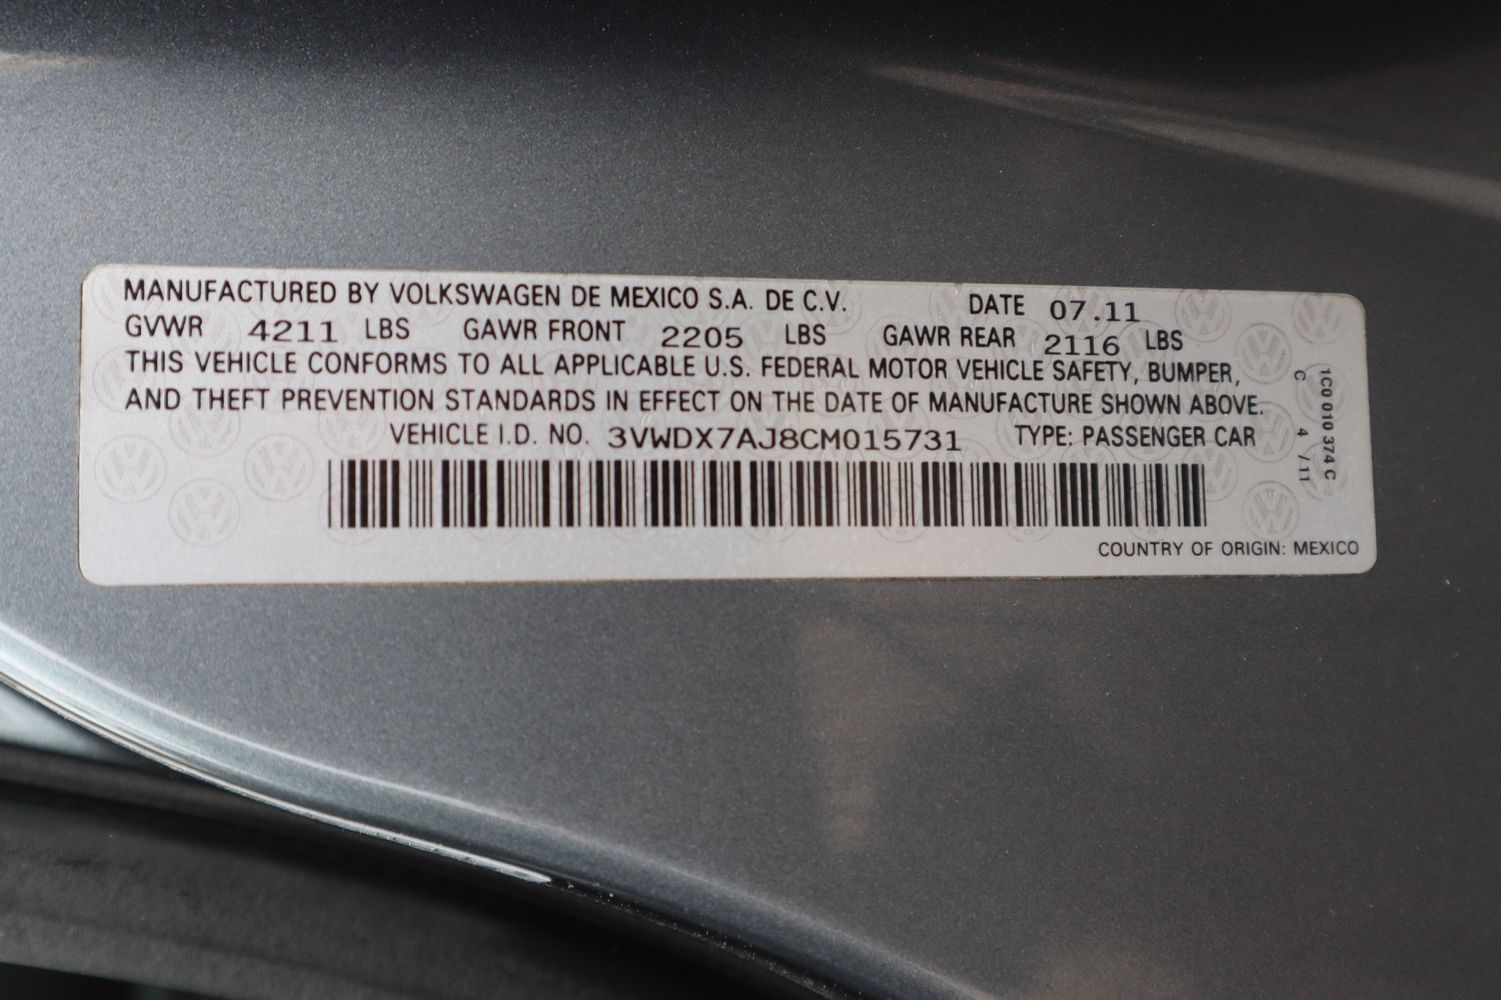 MANUFACTURED BY VOLKSWAGEN DE MEXICO S.A. DE C.V. DATE 07.11
GVWR 4211 LBS GAWR FRONT 2205 LBS GAWR REAR 2116 LBS
THIS VEHICLE CONFORMS TO ALL APPLICABLE U.S. FEDERAL MOTOR VEHICLE SAFETY, BUMPER,
AND THEFT PREVENTION STANDARDS IN EFFECT ON THE DATE OF MANUFACTURE SHOWN ABOVE.
VEHICLE I.D. NO. 3VWDX7AJ8CM015731 TYPE: PASSENGER CAR
COUNTRY OF ORIGIN: MEXICO
1C0 010 374 C
C 4 /11